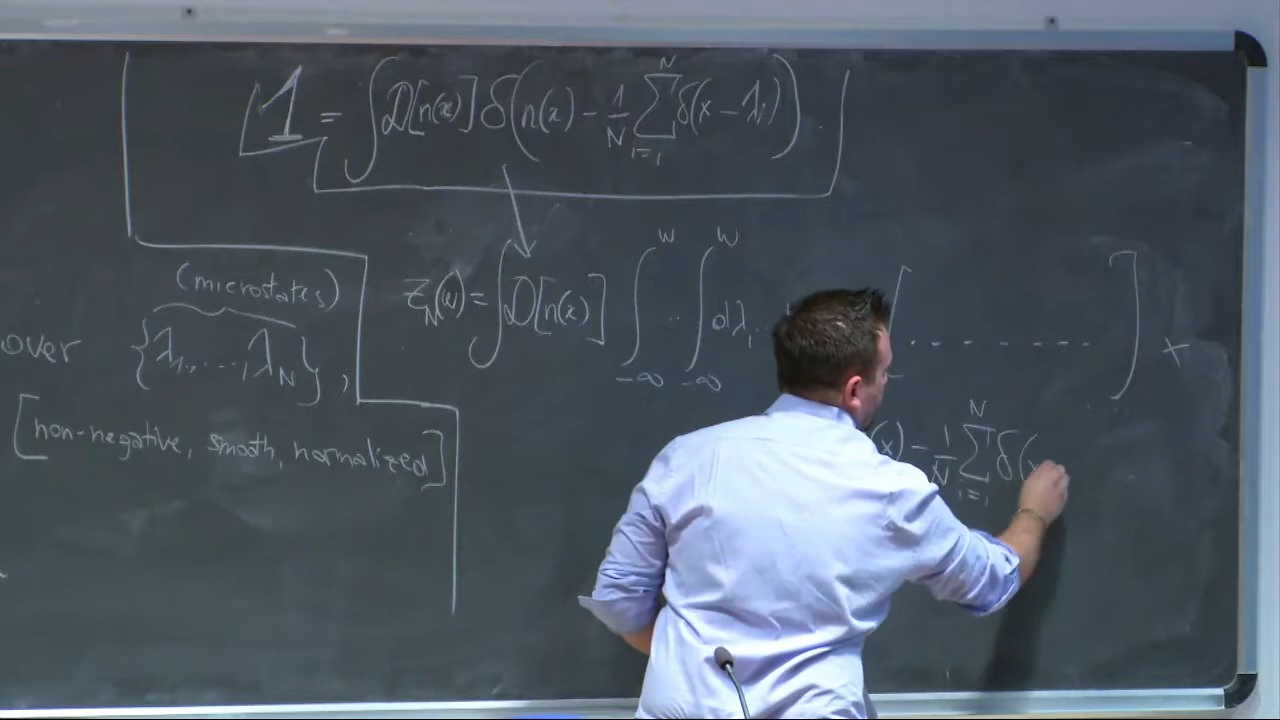 1 = ∫ D[n(x)] δ(n(x) - 1/N ∑_{i=1}^{N} δ(x - λ_i))
(microstates)
over {λ_1, ..., λ_N},
[non-negative, smooth, normalized]
Z_N(w) = ∫ D[n(x)] ∫_{-∞}^{w} .. ∫_{-∞}^{w} dλ_1 .. [ . . . . . . . . ] ×
(x) - 1/N ∑_{i=1}^{N} δ(x